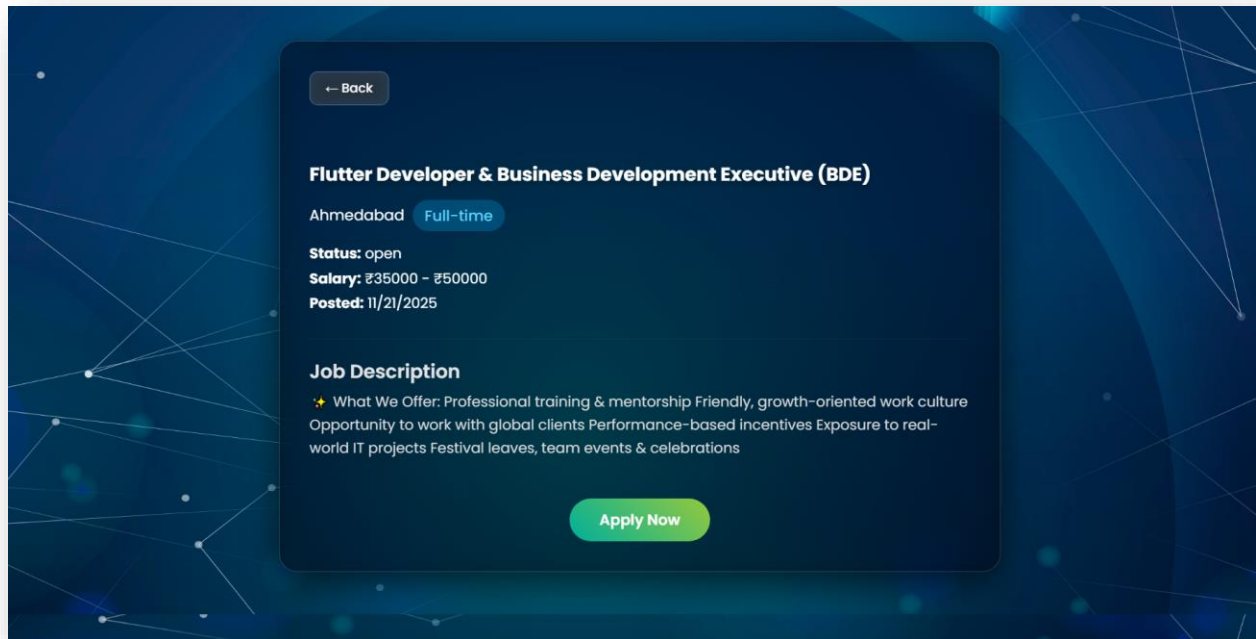 ← Back
Flutter Developer & Business Development Executive (BDE)
Ahmedabad Full-time
Status: open
Salary: ₹35000 - ₹50000
Posted: 11/21/2025
Job Description
✨ What We Offer: Professional training & mentorship Friendly, growth-oriented work culture
Opportunity to work with global clients Performance-based incentives Exposure to real-
world IT projects Festival leaves, team events & celebrations
Apply Now